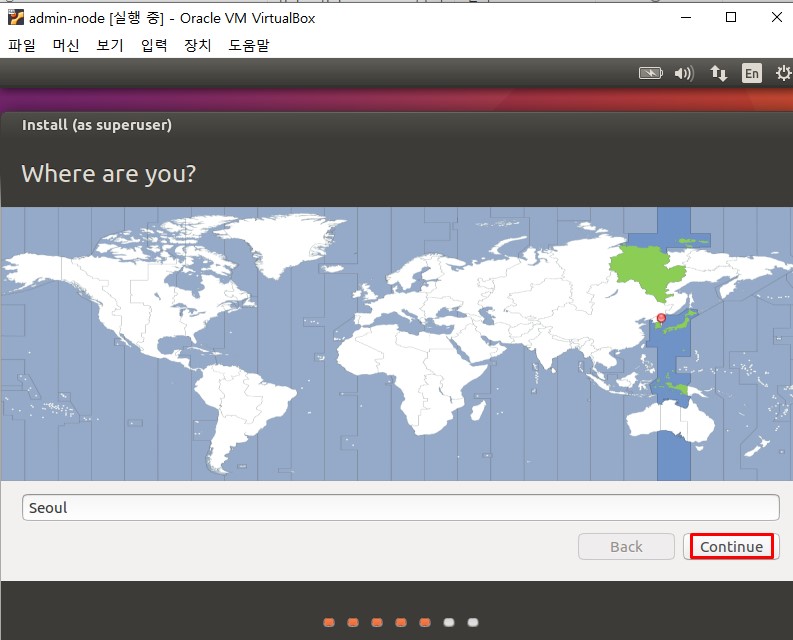 admin-node [실행 중] - Oracle VM VirtualBox
파일 머신 보기 입력 장치 도움말
En
Install (as superuser)
Where are you?
Seoul
Back Continue